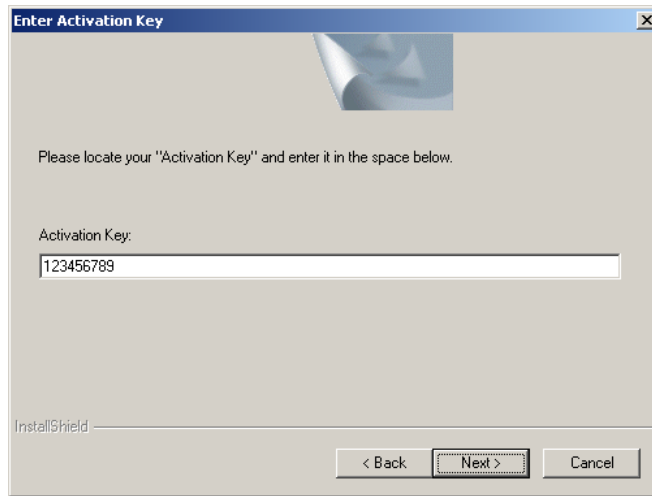 Enter Activation Key
Please locate your "Activation Key" and enter it in the space below.
Activation Key:
123456789
InstallShield
< Back
Next >
Cancel